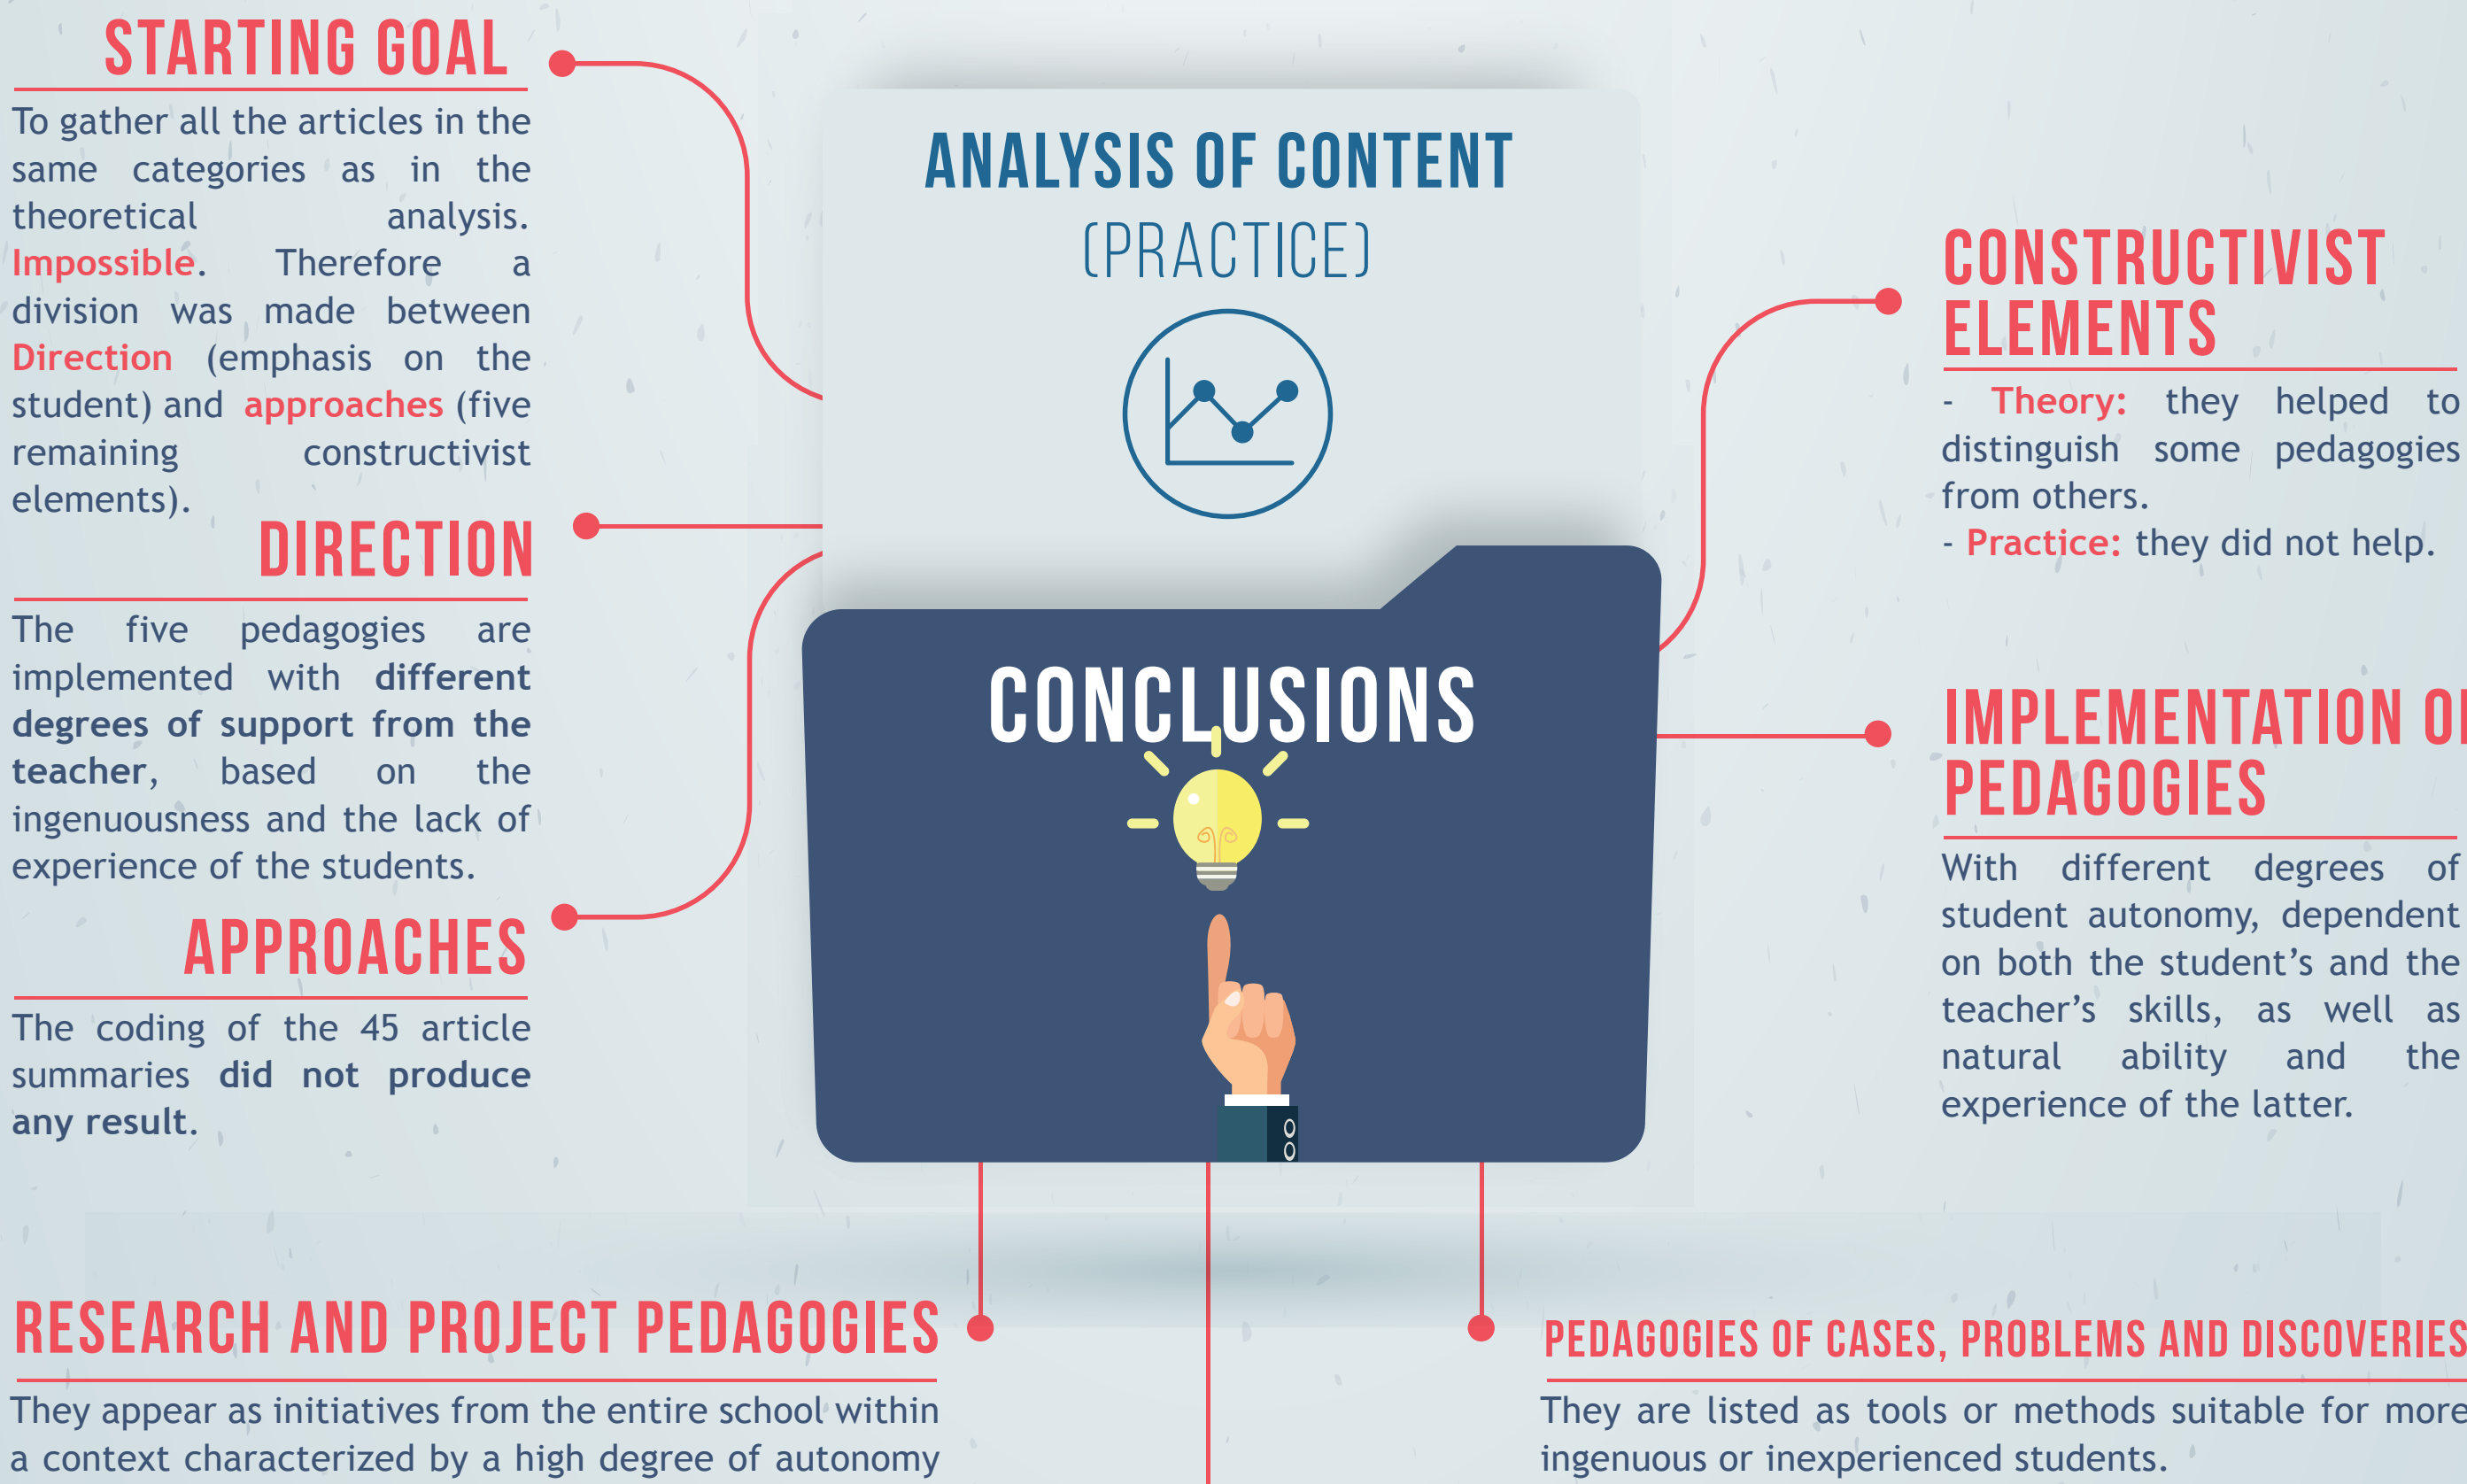 STARTING GOAL
To gather all the articles in the
same categories as in the
theoretical analysis.
Impossible. Therefore a
division was made between
Direction (emphasis on the
student) and approaches (five
remaining constructivist
elements).
DIRECTION
The five pedagogies are
implemented with different
degrees of support from the
teacher, based on the
ingenuousness and the lack of
experience of the students.
APPROACHES
The coding of the 45 article
summaries did not produce
any result.
ANALYSIS OF CONTENT
(PRACTICE)
CONCLUSIONS
CONSTRUCTIVIST
ELEMENTS
- Theory: they helped to
distinguish some pedagogies
from others.
- Practice: they did not help.
IMPLEMENTATION
PEDAGOGIES
With different degrees of
student autonomy, dependent
on both the student’s and the
teacher’s skills, as well as
natural ability and the
experience of the latter.
RESEARCH AND PROJECT PEDAGOGIES
They appear as initiatives from the entire school within
a context characterized by a high degree of autonomy
PEDAGOGIES OF CASES, PROBLEMS AND DISCOVERIES
They are listed as tools or methods suitable for more
ingenuous or inexperienced students.